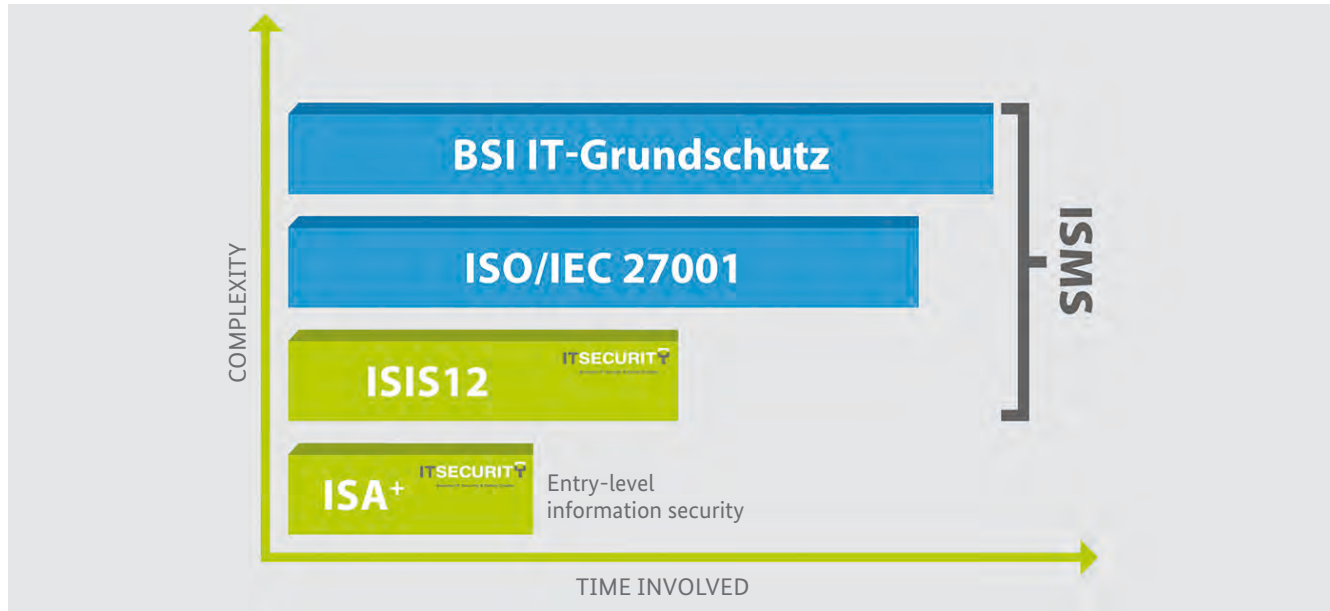 BSI IT-Grundschutz
ISO/IEC 27001
ISIS12
ITSECURITY
ISA+
ITSECURITY
Entry-level
information security
ISMS
COMPLEXITY
TIME INVOLVED